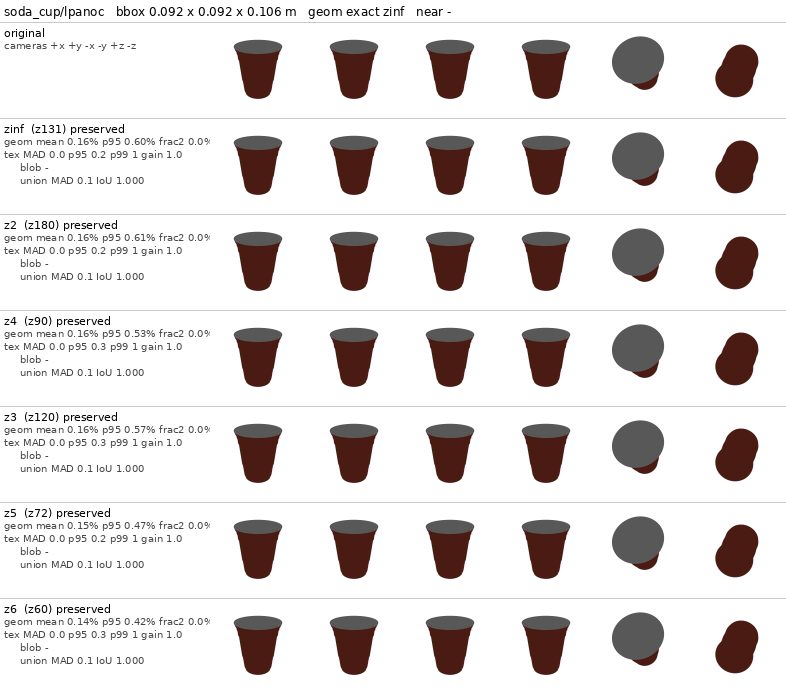 soda_cup/lpanoc   bbox 0.092 x 0.092 x 0.106 m   geom exact zinf   near -
original
cameras +x +y -x -y +z -z
zinf  (z131) preserved
geom mean 0.16% p95 0.60% frac2 0.0%
tex MAD 0.0 p95 0.2 p99 1 gain 1.0
blob -
union MAD 0.1 IoU 1.000
z2  (z180) preserved
geom mean 0.16% p95 0.61% frac2 0.0%
tex MAD 0.0 p95 0.2 p99 1 gain 1.0
blob -
union MAD 0.1 IoU 1.000
z4  (z90) preserved
geom mean 0.16% p95 0.53% frac2 0.0%
tex MAD 0.0 p95 0.3 p99 1 gain 1.0
blob -
union MAD 0.1 IoU 1.000
z3  (z120) preserved
geom mean 0.16% p95 0.57% frac2 0.0%
tex MAD 0.0 p95 0.3 p99 1 gain 1.0
blob -
union MAD 0.1 IoU 1.000
z5  (z72) preserved
geom mean 0.15% p95 0.47% frac2 0.0%
tex MAD 0.0 p95 0.2 p99 1 gain 1.0
blob -
union MAD 0.1 IoU 1.000
z6  (z60) preserved
geom mean 0.14% p95 0.42% frac2 0.0%
tex MAD 0.0 p95 0.3 p99 1 gain 1.0
blob -
union MAD 0.1 IoU 1.000